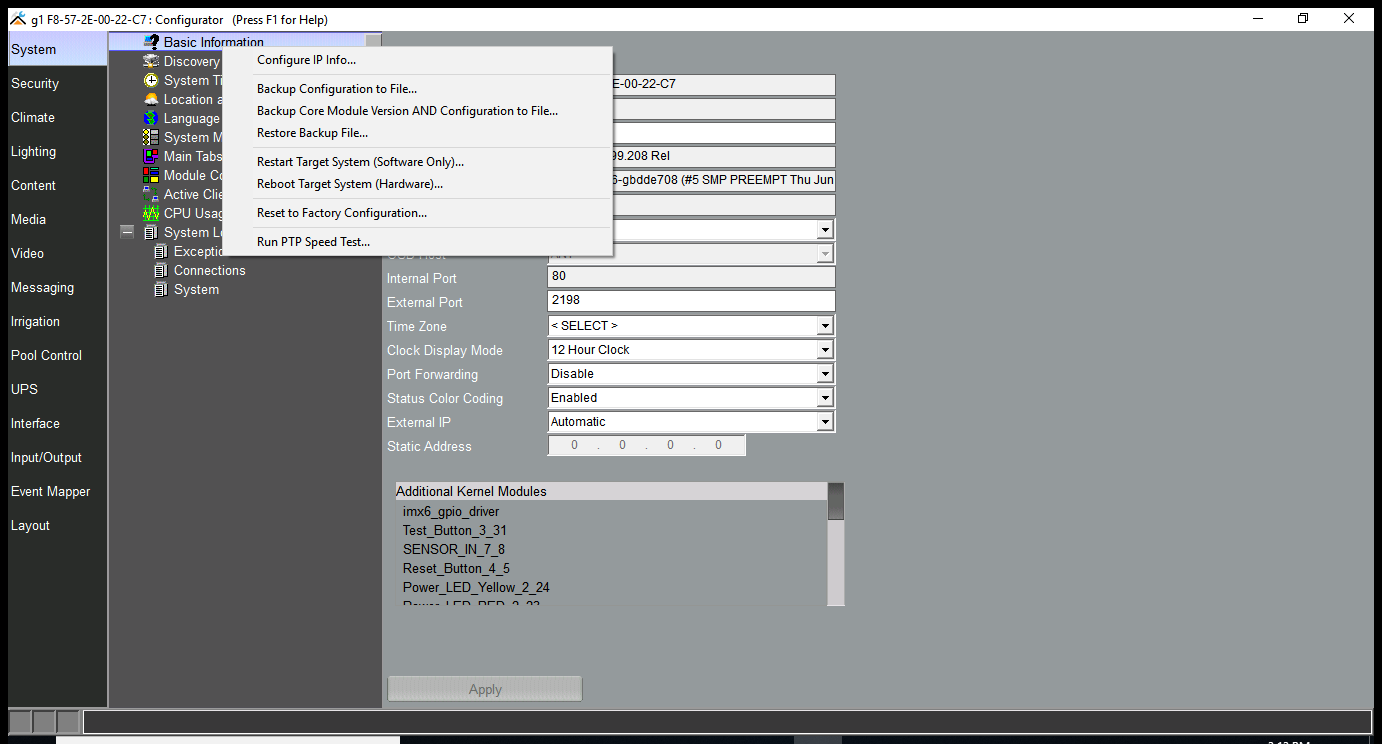 g1 F8-57-2E-00-22-C7 : Configurator (Press F1 for Help)
System
Security
Climate
Lighting
Content
Media
Video
Messaging
Irrigation
Pool Control
UPS
Interface
Input/Output
Event Mapper
Layout
Basic Information
Discovery
System Ti
Location a
Language
System M
Main Tabs
Module Co
Active Clie
CPU Usag
System Lo
Exceptio
Connections
System
Configure IP Info...
Backup Configuration to File...
Backup Core Module Version AND Configuration to File...
Restore Backup File...
Restart Target System (Software Only)...
Reboot Target System (Hardware)...
Reset to Factory Configuration...
Run PTP Speed Test...
E-00-22-C7
99.208 Rel
6-gbdde708 (#5 SMP PREEMPT Thu Jun
Internal Port 80
External Port 2198
Time Zone < SELECT >
Clock Display Mode 12 Hour Clock
Port Forwarding Disable
Status Color Coding Enabled
External IP Automatic
Static Address 0 . 0 . 0 . 0
Additional Kernel Modules
imx6_gpio_driver
Test_Button_3_31
SENSOR_IN_7_8
Reset_Button_4_5
Power_LED_Yellow_2_24
Power_LED_RED_2_23
Apply